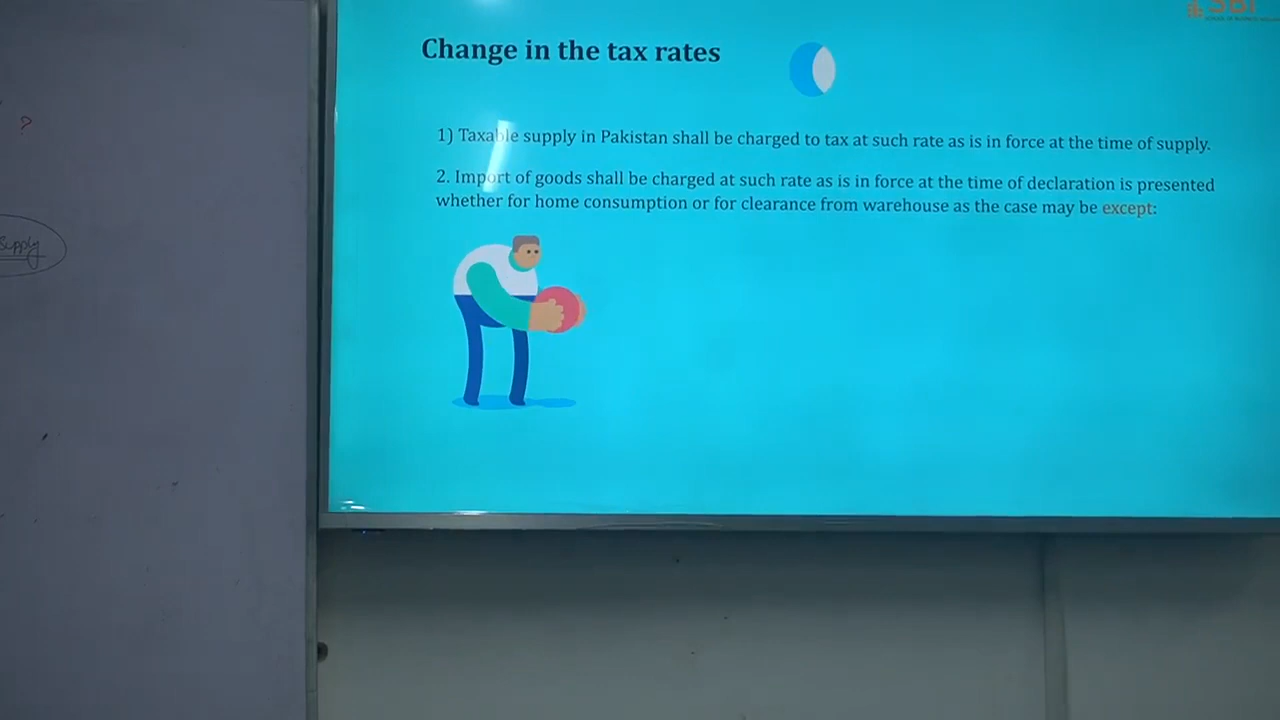 SBI
Change in the tax rates
?
1) Taxable supply in Pakistan shall be charged to tax at such rate as is in force at the time of supply.
2. Import of goods shall be charged at such rate as is in force at the time of declaration is presented
whether for home consumption or for clearance from warehouse as the case may be except:
Supply